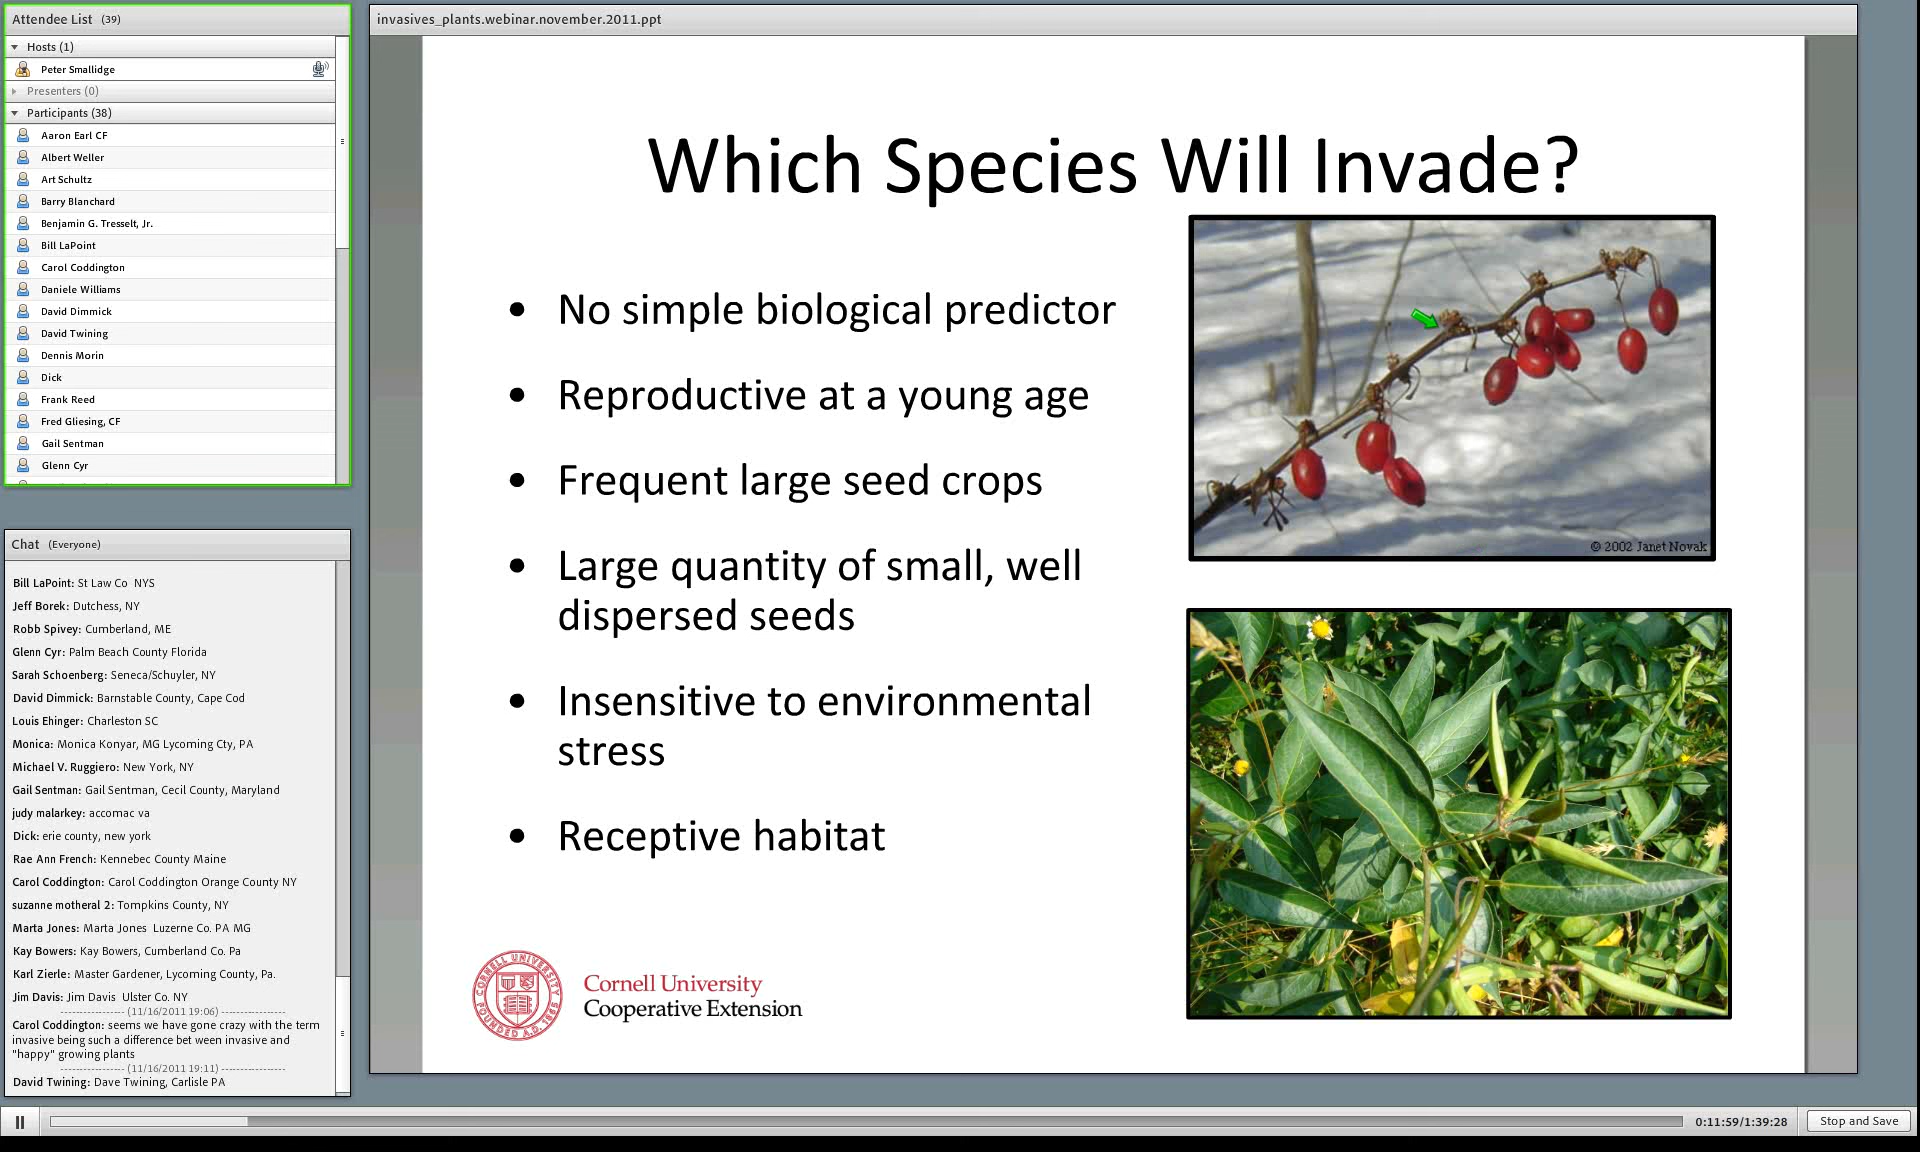 Attendee List (39)
Hosts (1)
Peter Smallidge
Presenters (0)
Participants (38)
Aaron Earl CF
Albert Weller
Art Schultz
Barry Blanchard
Benjamin G. Tresselt, Jr.
Bill LaPoint
Carol Coddington
Daniele Williams
David Dimmick
David Twining
Dennis Morin
Dick
Frank Reed
Fred Gliesing, CF
Gail Sentman
Glenn Cyr
Chat (Everyone)
Bill LaPoint: St Law Co NYS
Jeff Borek: Dutchess, NY
Robb Spivey: Cumberland, ME
Glenn Cyr: Palm Beach County Florida
Sarah Schoenberg: Seneca/Schuyler, NY
David Dimmick: Barnstable County, Cape Cod
Louis Ehinger: Charleston SC
Monica: Monica Konyar, MG Lycoming Cty, PA
Michael V. Ruggiero: New York, NY
Gail Sentman: Gail Sentman, Cecil County, Maryland
judy malarkey: accomac va
Dick: erie county, new york
Rae Ann French: Kennebec County Maine
Carol Coddington: Carol Coddington Orange County NY
suzanne motheral 2: Tompkins County, NY
Marta Jones: Marta Jones Luzerne Co. PA MG
Kay Bowers: Kay Bowers, Cumberland Co. Pa
Karl Zierle: Master Gardener, Lycoming County, Pa.
Jim Davis: Jim Davis Ulster Co. NY
----------------- (11/16/2011 19:06) -----------------
Carol Coddington: seems we have gone crazy with the term
invasive being such a difference bet ween invasive and
"happy" growing plants
----------------- (11/16/2011 19:11) -----------------
David Twining: Dave Twining, Carlisle PA
invasives_plants.webinar.november.2011.ppt
Which Species Will Invade?
• No simple biological predictor
• Reproductive at a young age
• Frequent large seed crops
• Large quantity of small, well
dispersed seeds
• Insensitive to environmental
stress
• Receptive habitat
© 2002 Janet Novak
CORNELL UNIVERSITY
FOUNDED A.D. 1865
Cornell University
Cooperative Extension
0:11:59/1:39:28
Stop and Save